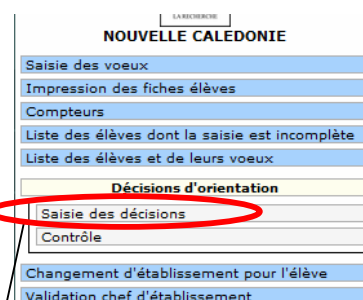 LA RECHERCHE
NOUVELLE CALEDONIE
Saisie des voeux
Impression des fiches élèves
Compteurs
Liste des élèves dont la saisie est incomplète
Liste des élèves et de leurs voeux
Décisions d'orientation
Saisie des décisions
Contrôle
Changement d'établissement pour l'élève
Validation chef d'établissement